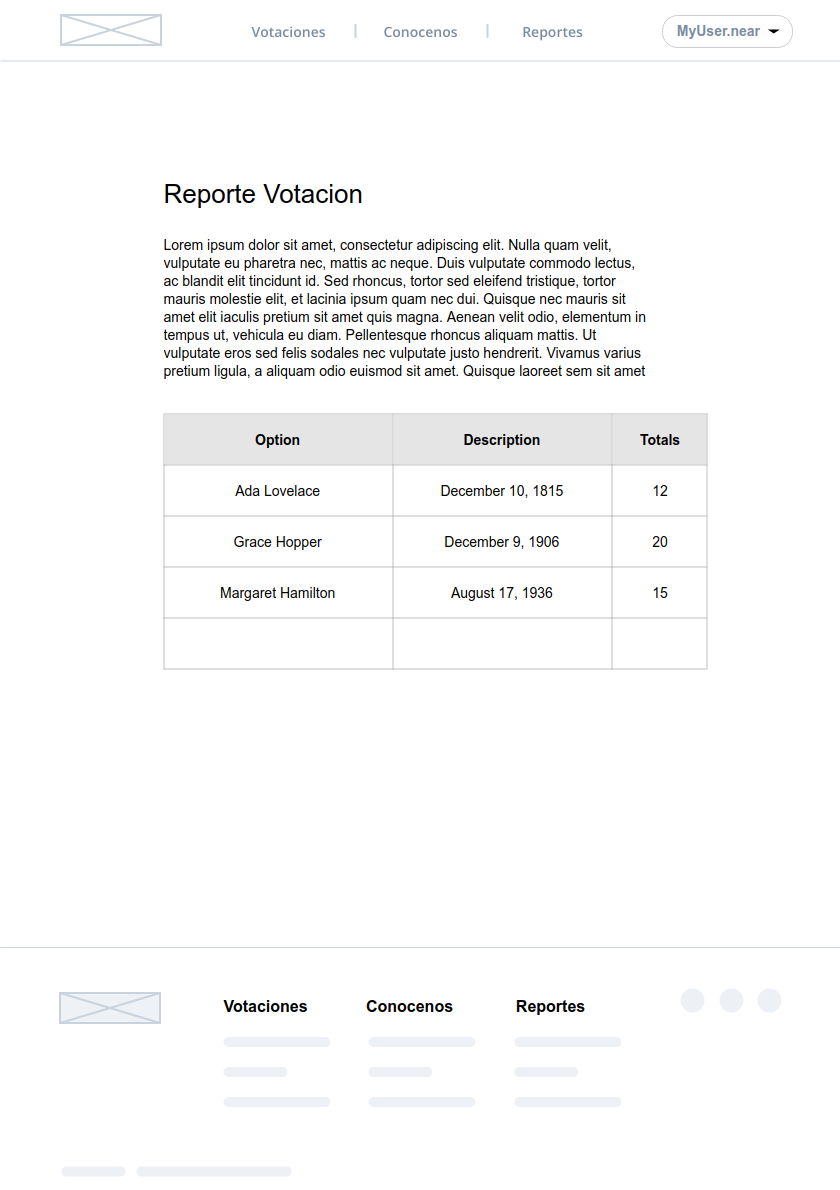 Votaciones | Conocenos | Reportes MyUser.near
Reporte Votacion
Lorem ipsum dolor sit amet, consectetur adipiscing elit. Nulla quam velit,
vulputate eu pharetra nec, mattis ac neque. Duis vulputate commodo lectus,
ac blandit elit tincidunt id. Sed rhoncus, tortor sed eleifend tristique, tortor
mauris molestie elit, et lacinia ipsum quam nec dui. Quisque nec mauris sit
amet elit iaculis pretium sit amet quis magna. Aenean velit odio, elementum in
tempus ut, vehicula eu diam. Pellentesque rhoncus aliquam mattis. Ut
vulputate eros sed felis sodales nec vulputate justo hendrerit. Vivamus varius
pretium ligula, a aliquam odio euismod sit amet. Quisque laoreet sem sit amet
Option Description Totals
Ada Lovelace December 10, 1815 12
Grace Hopper December 9, 1906 20
Margaret Hamilton August 17, 1936 15
Votaciones Conocenos Reportes